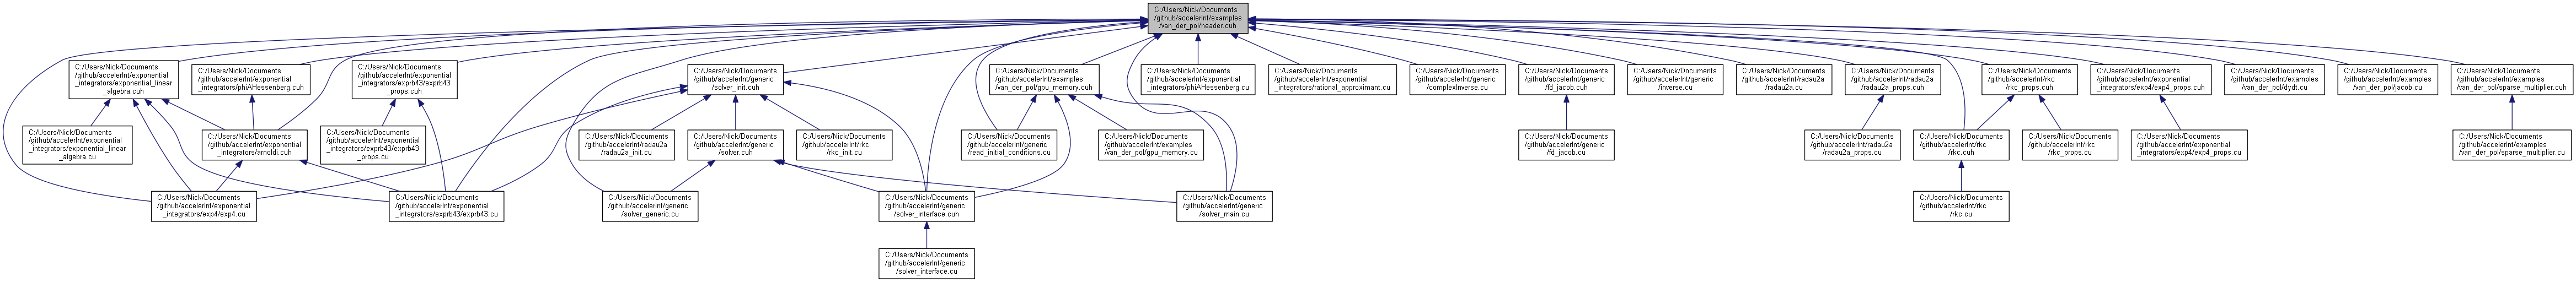 C:/Users/Nick/Documents
/github/accelerInt/examples
/van_der_pol/header.cuh
C:/Users/Nick/Documents
/github/accelerInt/exponential
_integrators/exponential_linear
_algebra.cuh
C:/Users/Nick/Documents
/github/accelerInt/exponential
_integrators/phiAHessenberg.cuh
C:/Users/Nick/Documents
/github/accelerInt/exponential
_integrators/exprb43/exprb43
_props.cuh
C:/Users/Nick/Documents
/github/accelerInt/generic
/solver_init.cuh
C:/Users/Nick/Documents
/github/accelerInt/examples
/van_der_pol/gpu_memory.cuh
C:/Users/Nick/Documents
/github/accelerInt/exponential
_integrators/phiAHessenberg.cu
C:/Users/Nick/Documents
/github/accelerInt/exponential
_integrators/rational_approximant.cu
C:/Users/Nick/Documents
/github/accelerInt/generic
/complexInverse.cu
C:/Users/Nick/Documents
/github/accelerInt/generic
/fd_jacob.cuh
C:/Users/Nick/Documents
/github/accelerInt/generic
/inverse.cu
C:/Users/Nick/Documents
/github/accelerInt/radau2a
/radau2a.cu
C:/Users/Nick/Documents
/github/accelerInt/radau2a
/radau2a_props.cuh
C:/Users/Nick/Documents
/github/accelerInt/rkc
/rkc_props.cuh
C:/Users/Nick/Documents
/github/accelerInt/exponential
_integrators/exp4/exp4_props.cuh
C:/Users/Nick/Documents
/github/accelerInt/examples
/van_der_pol/dydt.cu
C:/Users/Nick/Documents
/github/accelerInt/examples
/van_der_pol/jacob.cu
C:/Users/Nick/Documents
/github/accelerInt/examples
/van_der_pol/sparse_multiplier.cuh
C:/Users/Nick/Documents
/github/accelerInt/exponential
_integrators/exponential_linear
_algebra.cu
C:/Users/Nick/Documents
/github/accelerInt/exponential
_integrators/arnoldi.cuh
C:/Users/Nick/Documents
/github/accelerInt/exponential
_integrators/exprb43/exprb43
_props.cu
C:/Users/Nick/Documents
/github/accelerInt/radau2a
/radau2a_init.cu
C:/Users/Nick/Documents
/github/accelerInt/generic
/solver.cuh
C:/Users/Nick/Documents
/github/accelerInt/rkc
/rkc_init.cu
C:/Users/Nick/Documents
/github/accelerInt/generic
/read_initial_conditions.cu
C:/Users/Nick/Documents
/github/accelerInt/examples
/van_der_pol/gpu_memory.cu
C:/Users/Nick/Documents
/github/accelerInt/generic
/fd_jacob.cu
C:/Users/Nick/Documents
/github/accelerInt/radau2a
/radau2a_props.cu
C:/Users/Nick/Documents
/github/accelerInt/rkc
/rkc.cuh
C:/Users/Nick/Documents
/github/accelerInt/rkc
/rkc_props.cu
C:/Users/Nick/Documents
/github/accelerInt/exponential
_integrators/exp4/exp4_props.cu
C:/Users/Nick/Documents
/github/accelerInt/examples
/van_der_pol/sparse_multiplier.cu
C:/Users/Nick/Documents
/github/accelerInt/exponential
_integrators/exp4/exp4.cu
C:/Users/Nick/Documents
/github/accelerInt/exponential
_integrators/exprb43/exprb43.cu
C:/Users/Nick/Documents
/github/accelerInt/generic
/solver_generic.cu
C:/Users/Nick/Documents
/github/accelerInt/generic
/solver_interface.cuh
C:/Users/Nick/Documents
/github/accelerInt/generic
/solver_main.cu
C:/Users/Nick/Documents
/github/accelerInt/rkc
/rkc.cu
C:/Users/Nick/Documents
/github/accelerInt/generic
/solver_interface.cu